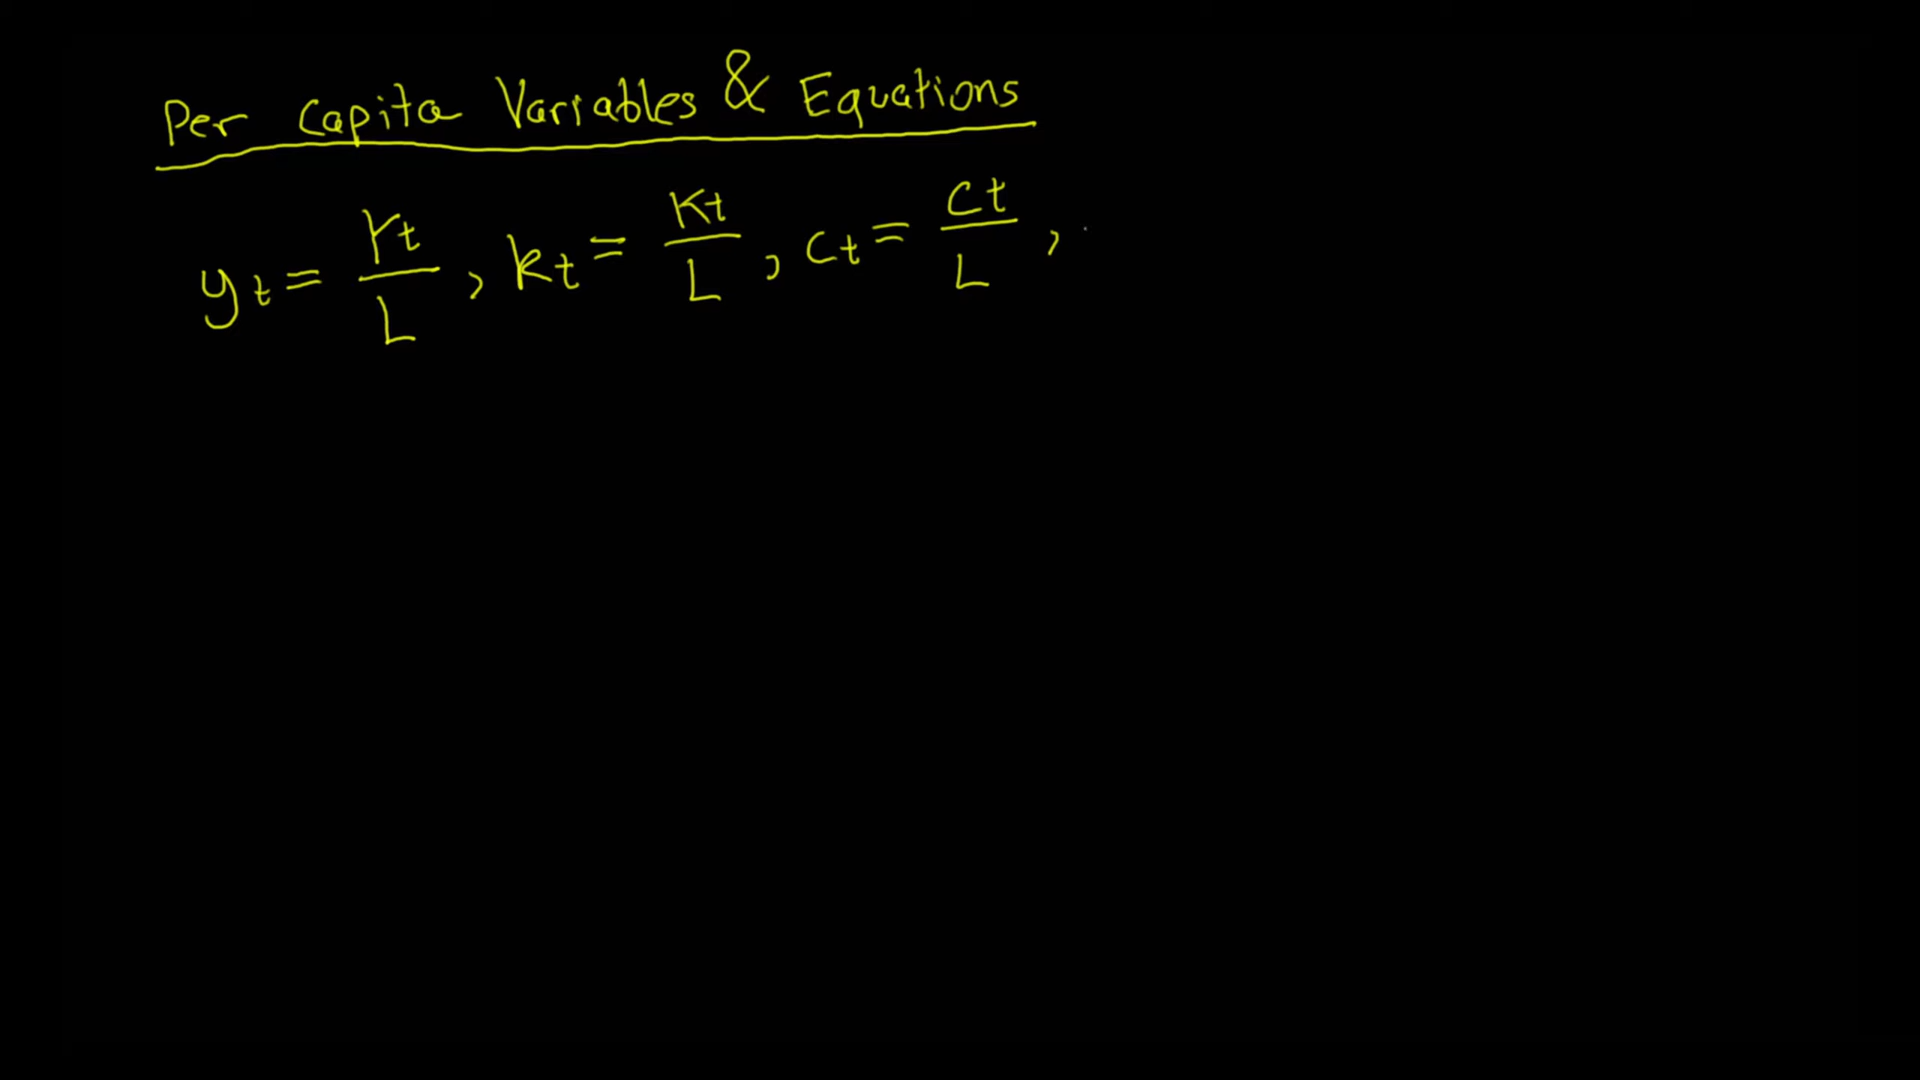 Per Capita Variables & Equations
yt = Yt/L, kt = Kt/L, ct = Ct/L,